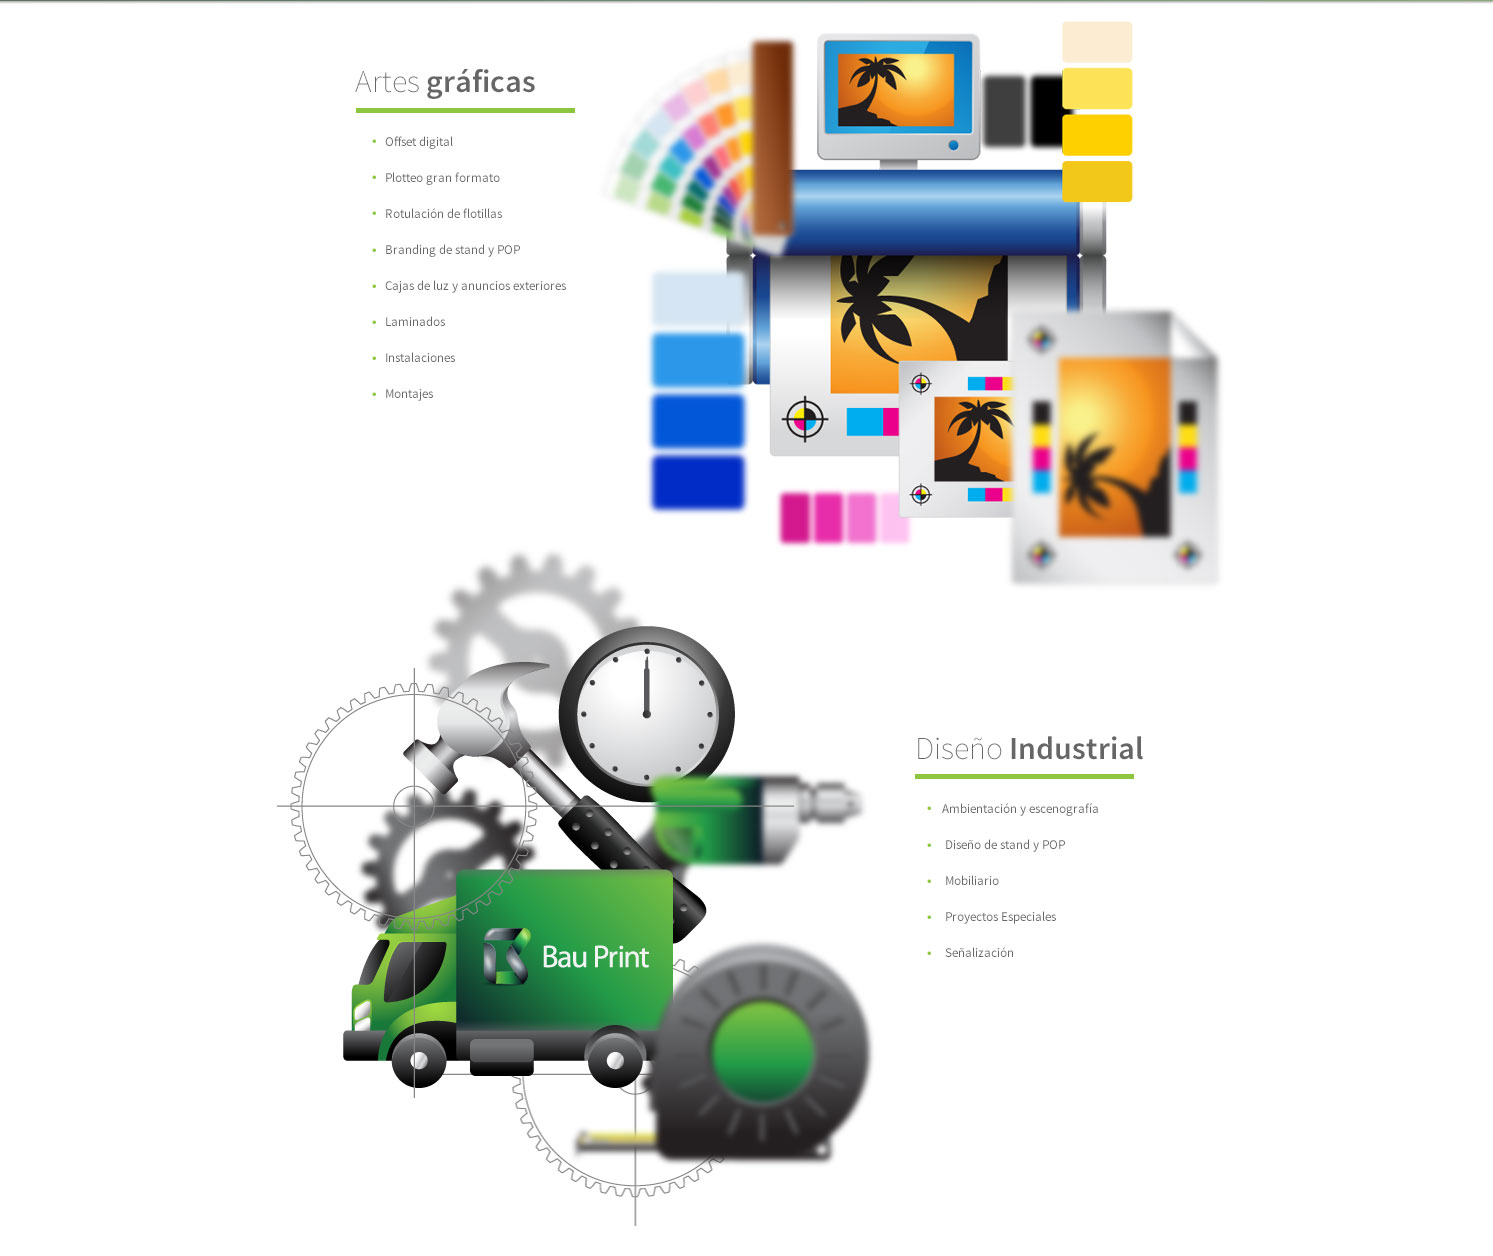 Artes gráficas
• Offset digital
• Plotteo gran formato
• Rotulación de flotillas
• Branding de stand y POP
• Cajas de luz y anuncios exteriores
• Laminados
• Instalaciones
• Montajes
Bau Print
Diseño Industrial
• Ambientación y escenografía
• Diseño de stand y POP
• Mobiliario
• Proyectos Especiales
• Señalización